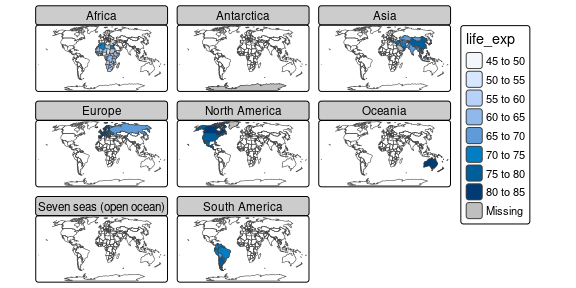 Africa
Antarctica
Asia
Europe
North America
Oceania
Seven seas (open ocean)
South America
life_exp
45 to 50
50 to 55
55 to 60
60 to 65
65 to 70
70 to 75
75 to 80
80 to 85
Missing